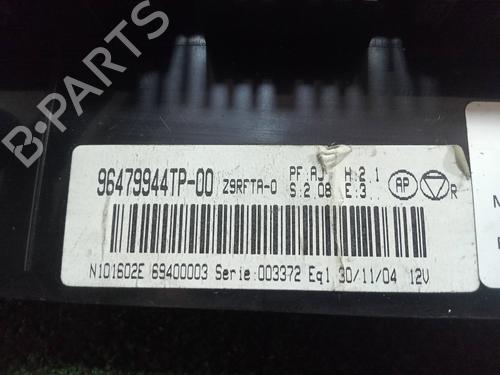 B-PARTS
96479944TP-00 Z9RFTA-0 PF.AJ H:2.1
S:2.08 E:3.. AP R
N101602E 69400003 Serie:003372 Eq1 30/11/04 12V